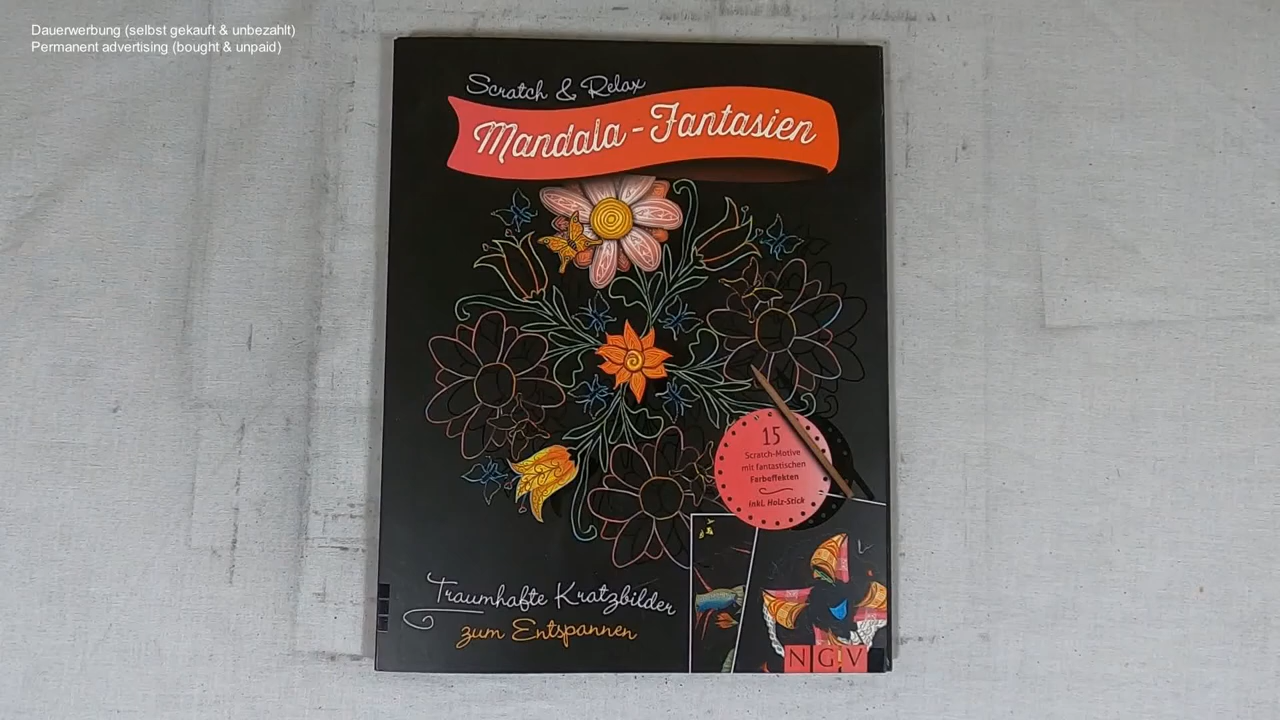 Dauerwerbung (selbst gekauft & unbezahlt)
Permanent advertising (bought & unpaid)
Scratch & Relax
Mandala-Fantasien
15
Scratch-Motive
mit fantastischen
Farbeffekten
inkl. Holz-Stick
Traumhafte Kratzbilder
zum Entspannen
NGV